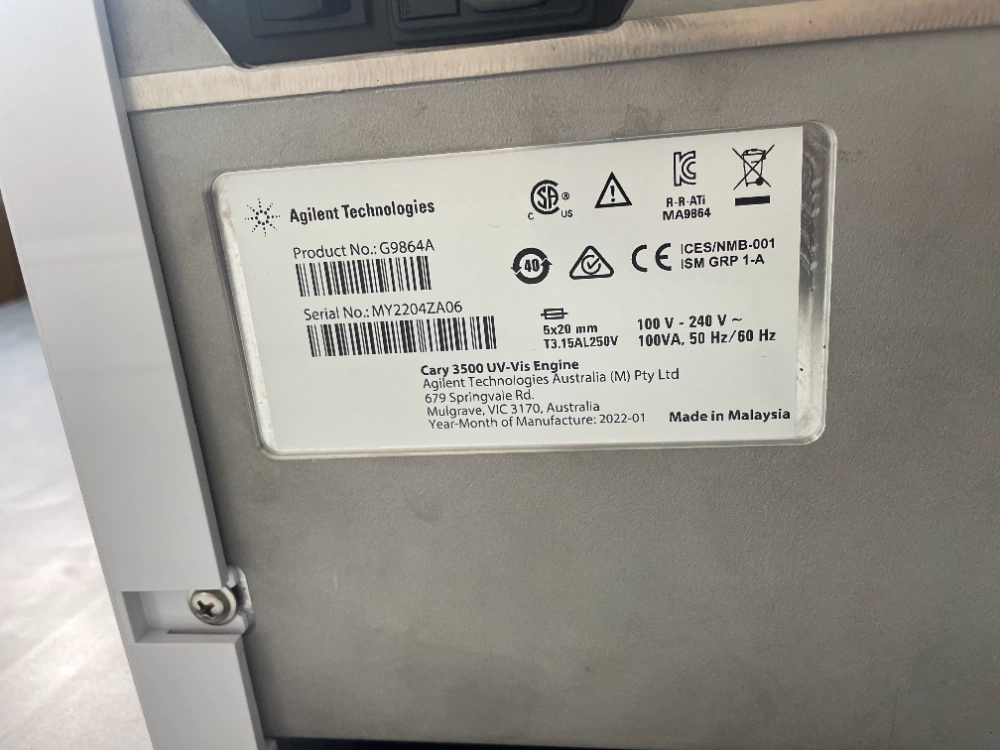 Agilent Technologies
Product No.: G9864A
Serial No.: MY2204ZA06
SA ®
C US
R-R-ATi
MA9864
40
CE ICES/NMB-001
ISM GRP 1-A
5x20 mm
T3.15AL250V
100 V - 240 V ~
100VA, 50 Hz/60 Hz
Cary 3500 UV-Vis Engine
Agilent Technologies Australia (M) Pty Ltd
679 Springvale Rd.
Mulgrave, VIC 3170, Australia
Year-Month of Manufacture: 2022-01
Made in Malaysia